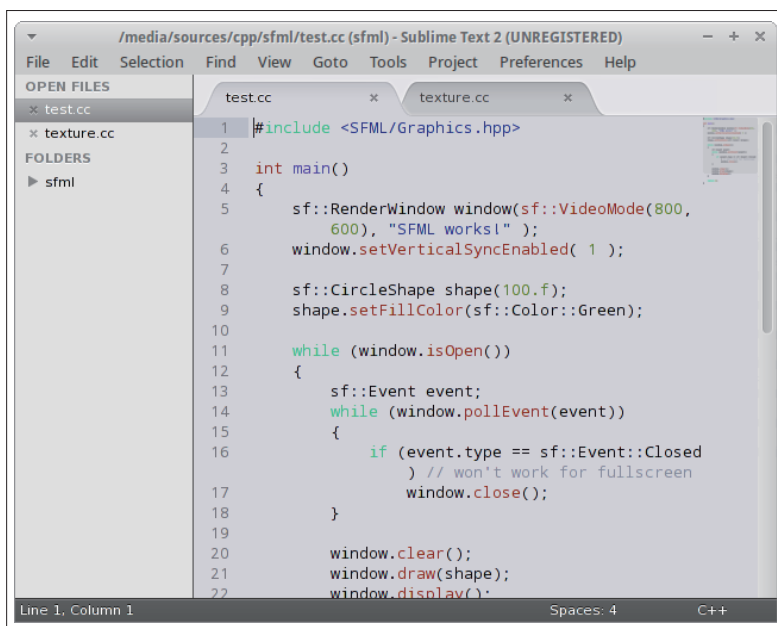 /media/sources/cpp/sfml/test.cc (sfml) - Sublime Text 2 (UNREGISTERED)
File Edit Selection Find View Goto Tools Project Preferences Help
OPEN FILES
test.cc
texture.cc
FOLDERS
sfml
test.cc texture.cc
1 #include <SFML/Graphics.hpp>
2
3 int main()
4 {
5 sf::RenderWindow window(sf::VideoMode(800,
600), "SFML works!" );
6 window.setVerticalSyncEnabled( 1 );
7
8 sf::CircleShape shape(100.f);
9 shape.setFillColor(sf::Color::Green);
10
11 while (window.isOpen())
12 {
13 sf::Event event;
14 while (window.pollEvent(event))
15 {
16 if (event.type == sf::Event::Closed
) // won't work for fullscreen
17 window.close();
18 }
19
20 window.clear();
21 window.draw(shape);
22 window.display();
Line 1, Column 1 Spaces: 4 C++